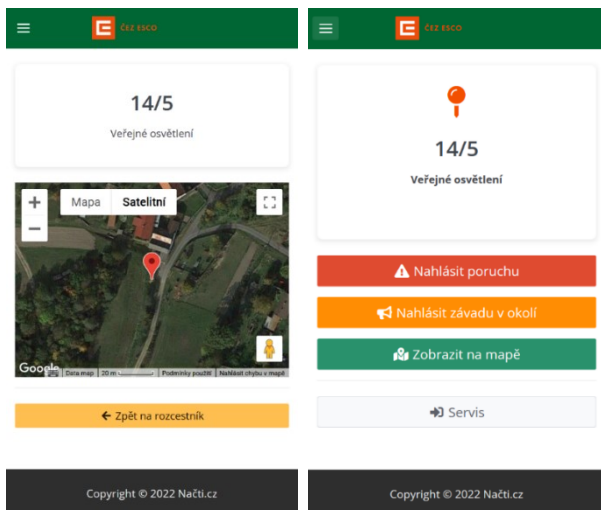 ČEZ ESCO
14/5
Veřejné osvětlení
Mapa
Satelitní
Google
Data map
20 m
Podmínky použití
Nahlásit chybu v mapě
Zpět na rozcestník
Copyright © 2022 Načti.cz
ČEZ ESCO
14/5
Veřejné osvětlení
Nahlásit poruchu
Nahlásit závadu v okolí
Zobrazit na mapě
Servis
Copyright © 2022 Načti.cz